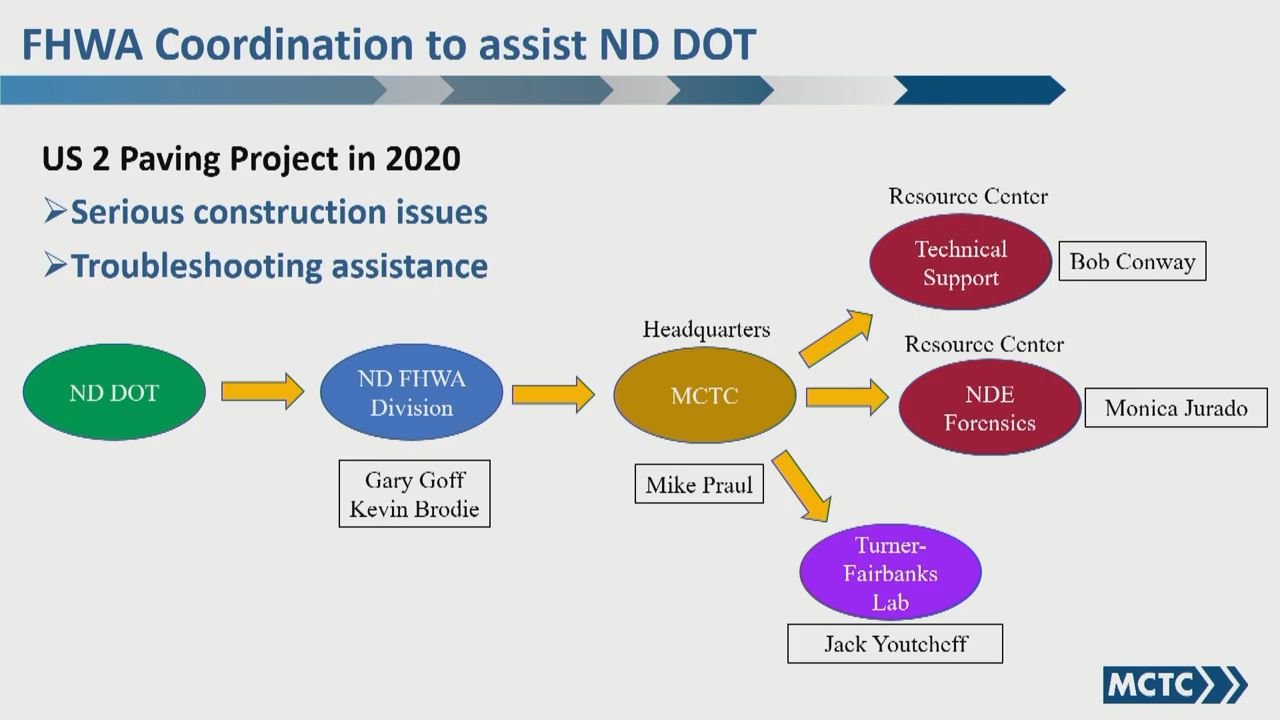 FHWA Coordination to assist ND DOT
US 2 Paving Project in 2020
Serious construction issues
Troubleshooting assistance
ND DOT
ND FHWA
Division
Gary Goff
Kevin Brodie
Headquarters
MCTC
Mike Praul
Resource Center
Technical
Support
Bob Conway
Resource Center
NDE
Forensics
Monica Jurado
Turner-
Fairbanks
Lab
Jack Youtcheff
MCTC